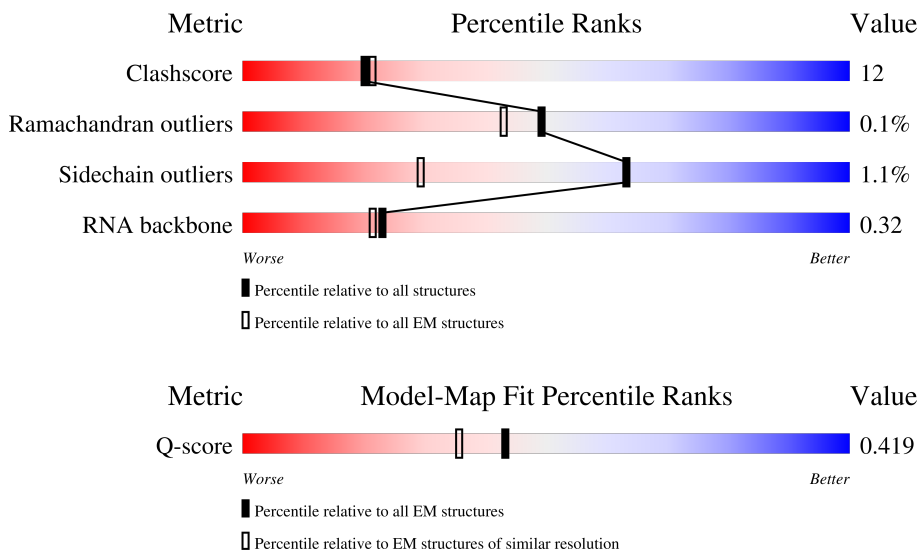 Metric Percentile Ranks Value
Clashscore 12
Ramachandran outliers 0.1%
Sidechain outliers 1.1%
RNA backbone 0.32
Worse Better
Percentile relative to all structures
Percentile relative to all EM structures
Metric Model-Map Fit Percentile Ranks Value
Q-score 0.419
Worse Better
Percentile relative to all EM structures
Percentile relative to EM structures of similar resolution